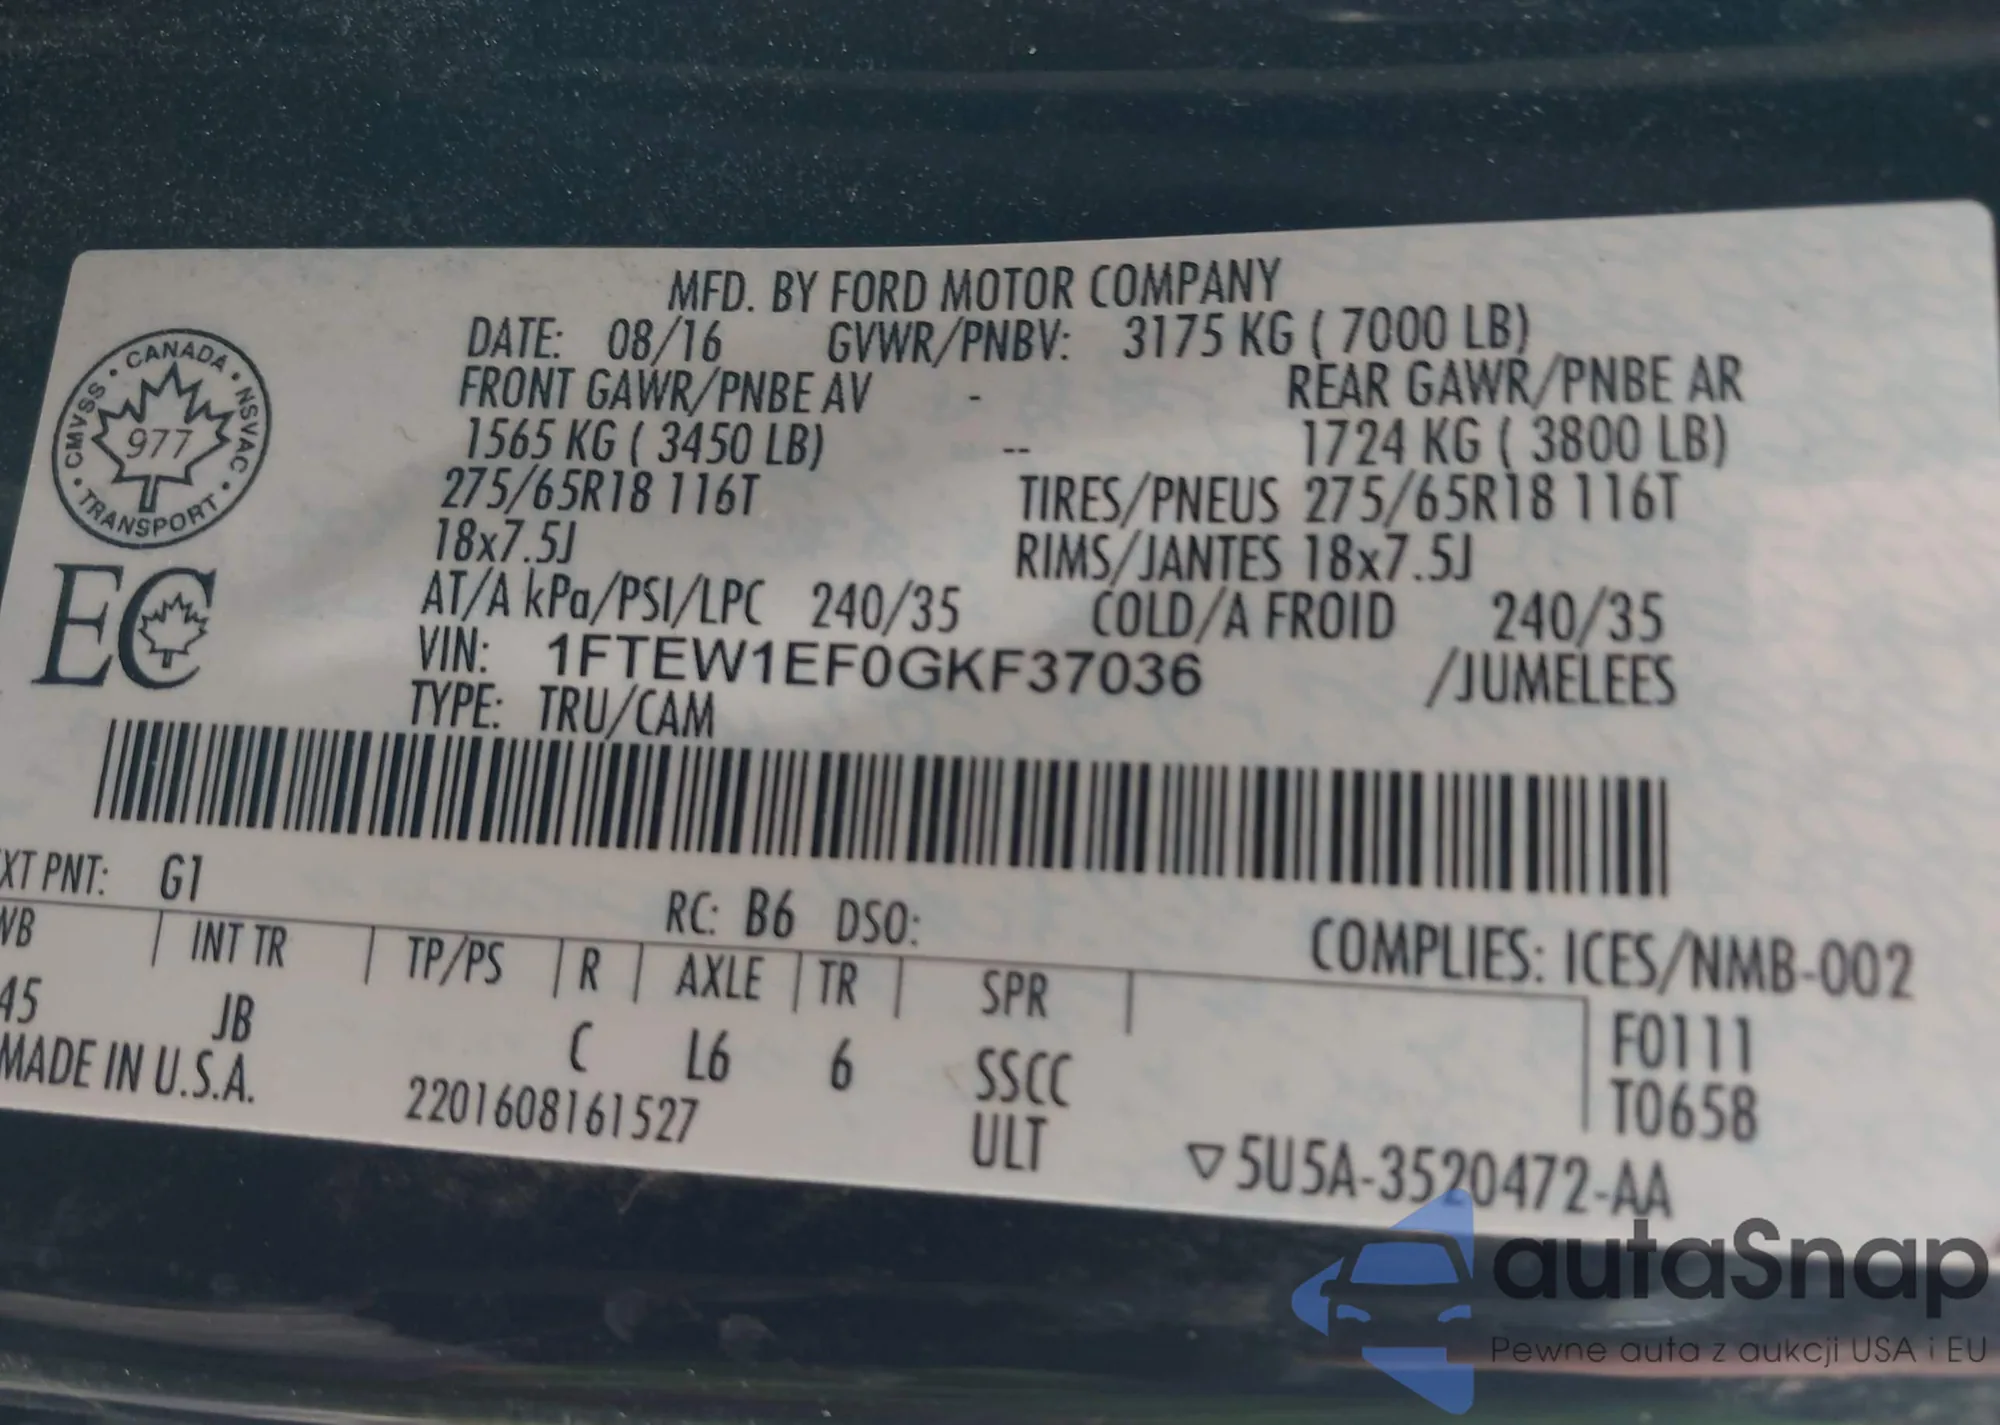 MFD. BY FORD MOTOR COMPANY
DATE: 08/16 GVWR/PNBV: 3175 KG ( 7000 LB)
FRONT GAWR/PNBE AV - REAR GAWR/PNBE AR
1565 KG ( 3450 LB) -- 1724 KG ( 3800 LB)
275/65R18 116T TIRES/PNEUS 275/65R18 116T
18x7.5J RIMS/JANTES 18x7.5J
AT/A kPa/PSI/LPC 240/35 COLD/A FROID 240/35
VIN: 1FTEW1EF0GKF37036 /JUMELEES
TYPE: TRU/CAM
CANADA • NSVAC • TRANSPORT • CMVSS •
977
EC
XT PNT: G1 RC: B6 DSO:
COMPLIES: ICES/NMB-002
WB | INT TR | TP/PS | R | AXLE | TR | SPR |
45 JB C L6 6 SSCC
F0111
T0658
MADE IN U.S.A. 2201608161527 ULT
▽5U5A-3520472-AA
autaSnap
Pewne auta z aukcji USA i EU